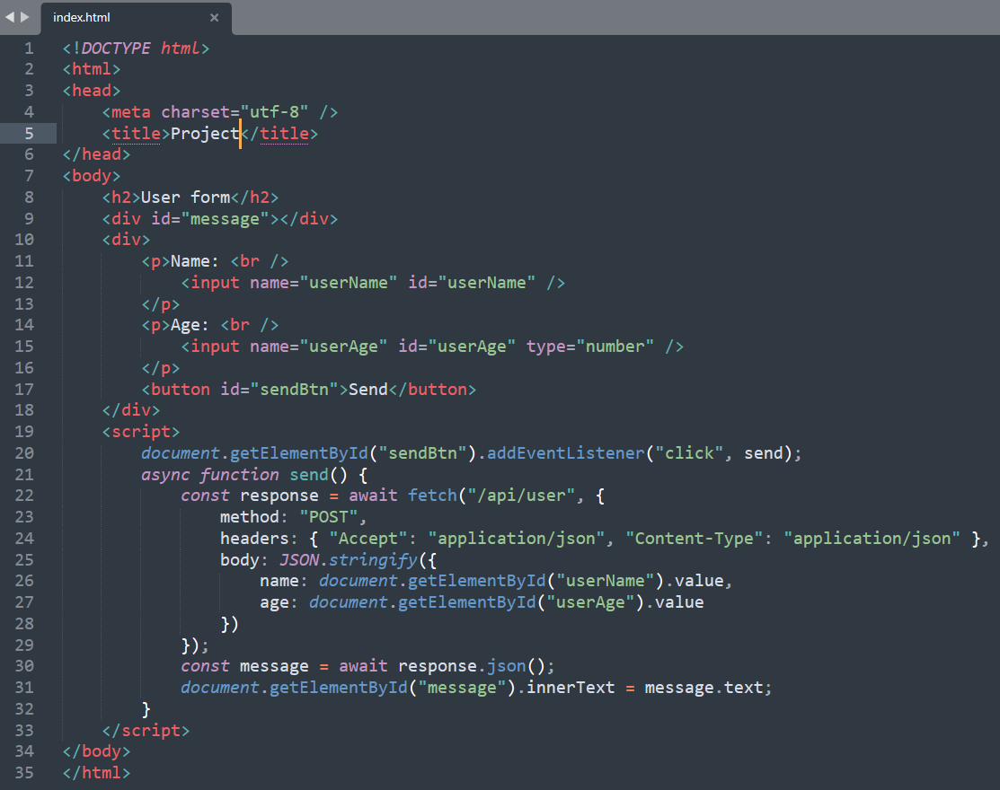 index.html
1 <!DOCTYPE html>
2 <html>
3 <head>
4     <meta charset="utf-8" />
5     <title>Project</title>
6 </head>
7 <body>
8     <h2>User form</h2>
9     <div id="message"></div>
10     <div>
11         <p>Name: <br />
12             <input name="userName" id="userName" />
13         </p>
14         <p>Age: <br />
15             <input name="userAge" id="userAge" type="number" />
16         </p>
17         <button id="sendBtn">Send</button>
18     </div>
19     <script>
20         document.getElementById("sendBtn").addEventListener("click", send);
21         async function send() {
22             const response = await fetch("/api/user", {
23                 method: "POST",
24                 headers: { "Accept": "application/json", "Content-Type": "application/json" },
25                 body: JSON.stringify({
26                     name: document.getElementById("userName").value,
27                     age: document.getElementById("userAge").value
28                 })
29             });
30             const message = await response.json();
31             document.getElementById("message").innerText = message.text;
32         }
33     </script>
34 </body>
35 </html>